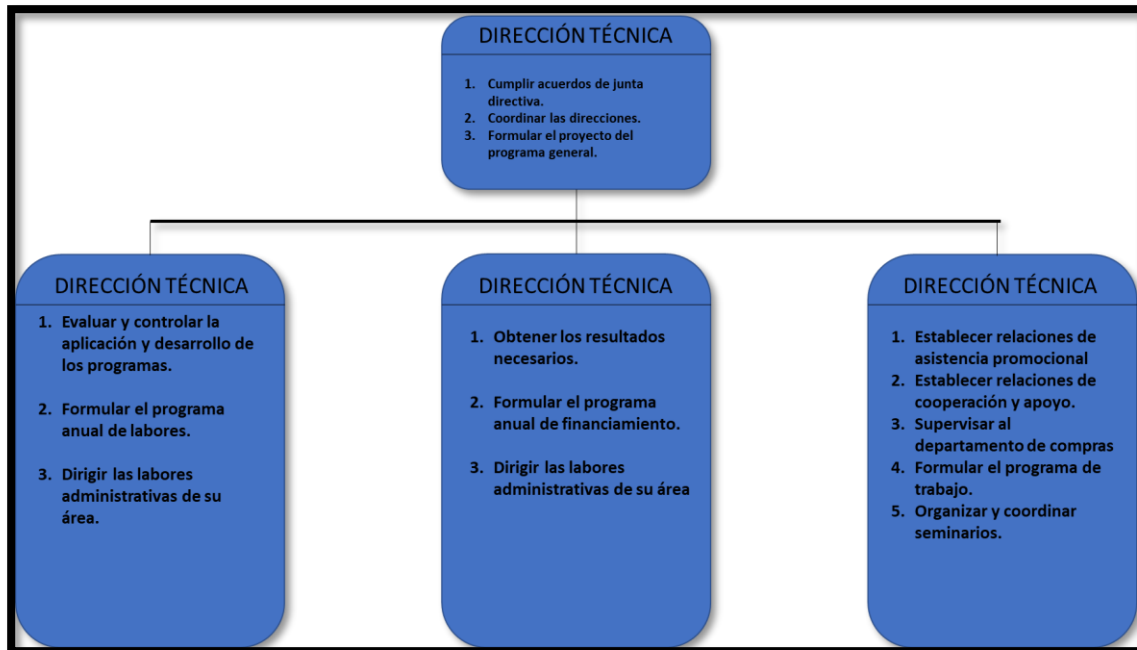 DIRECCIÓN TÉCNICA
1. Cumplir acuerdos de junta
directiva.
2. Coordinar las direcciones.
3. Formular el proyecto del
programa general.
DIRECCIÓN TÉCNICA
1. Evaluar y controlar la
aplicación y desarrollo de
los programas.
2. Formular el programa
anual de labores.
3. Dirigir las labores
administrativas de su
área.
DIRECCIÓN TÉCNICA
1. Obtener los resultados
necesarios.
2. Formular el programa
anual de financiamiento.
3. Dirigir las labores
administrativas de su área
DIRECCIÓN TÉCNICA
1. Establecer relaciones de
asistencia promocional
2. Establecer relaciones de
cooperación y apoyo.
3. Supervisar al
departamento de compras
4. Formular el programa de
trabajo.
5. Organizar y coordinar
seminarios.